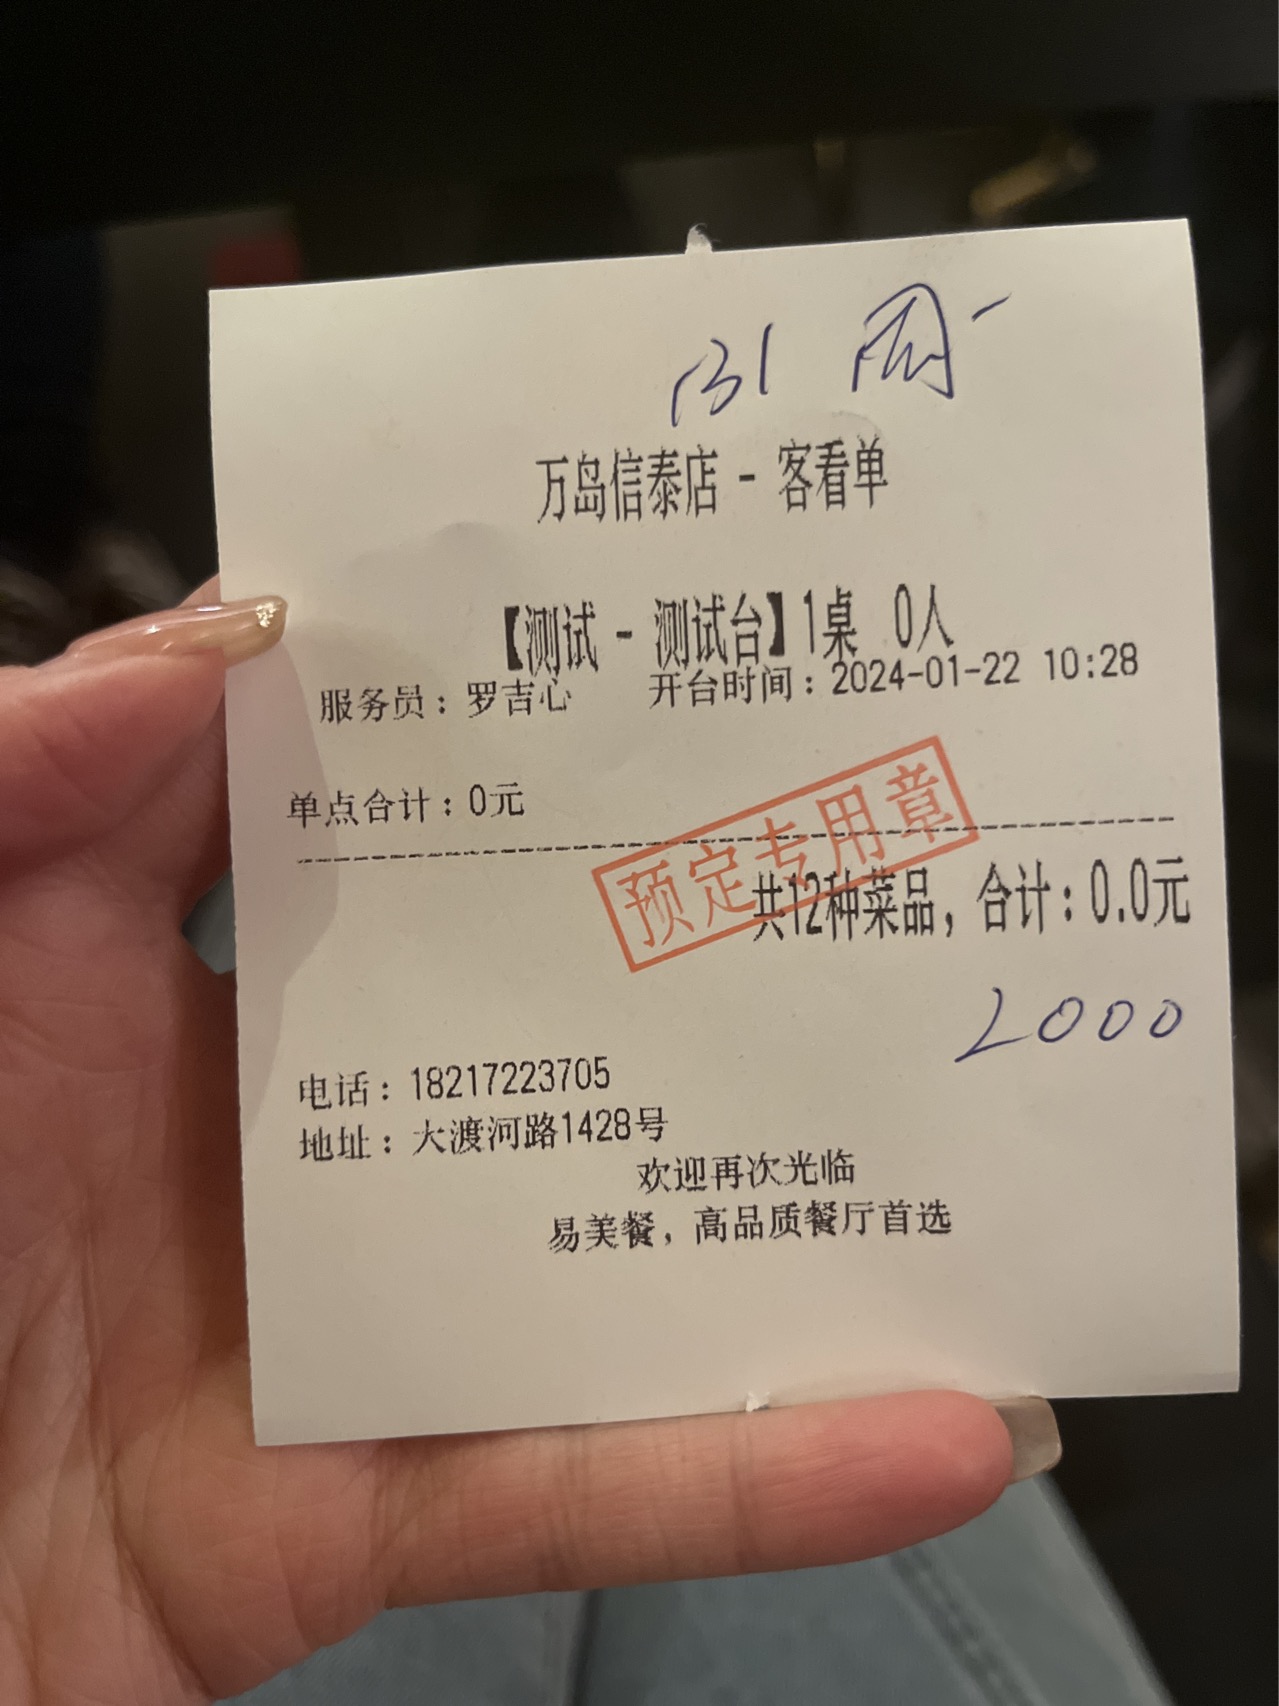 131 周一
万岛信泰店 - 客看单
【测试 - 测试台】1桌 0人
服务员：罗吉心 开台时间：2024-01-22 10:28
单点合计：0元
预定专用章
共12种菜品，合计：0.0元
2000
电话：18217223705
地址：大渡河路1428号
欢迎再次光临
易美餐，高品质餐厅首选